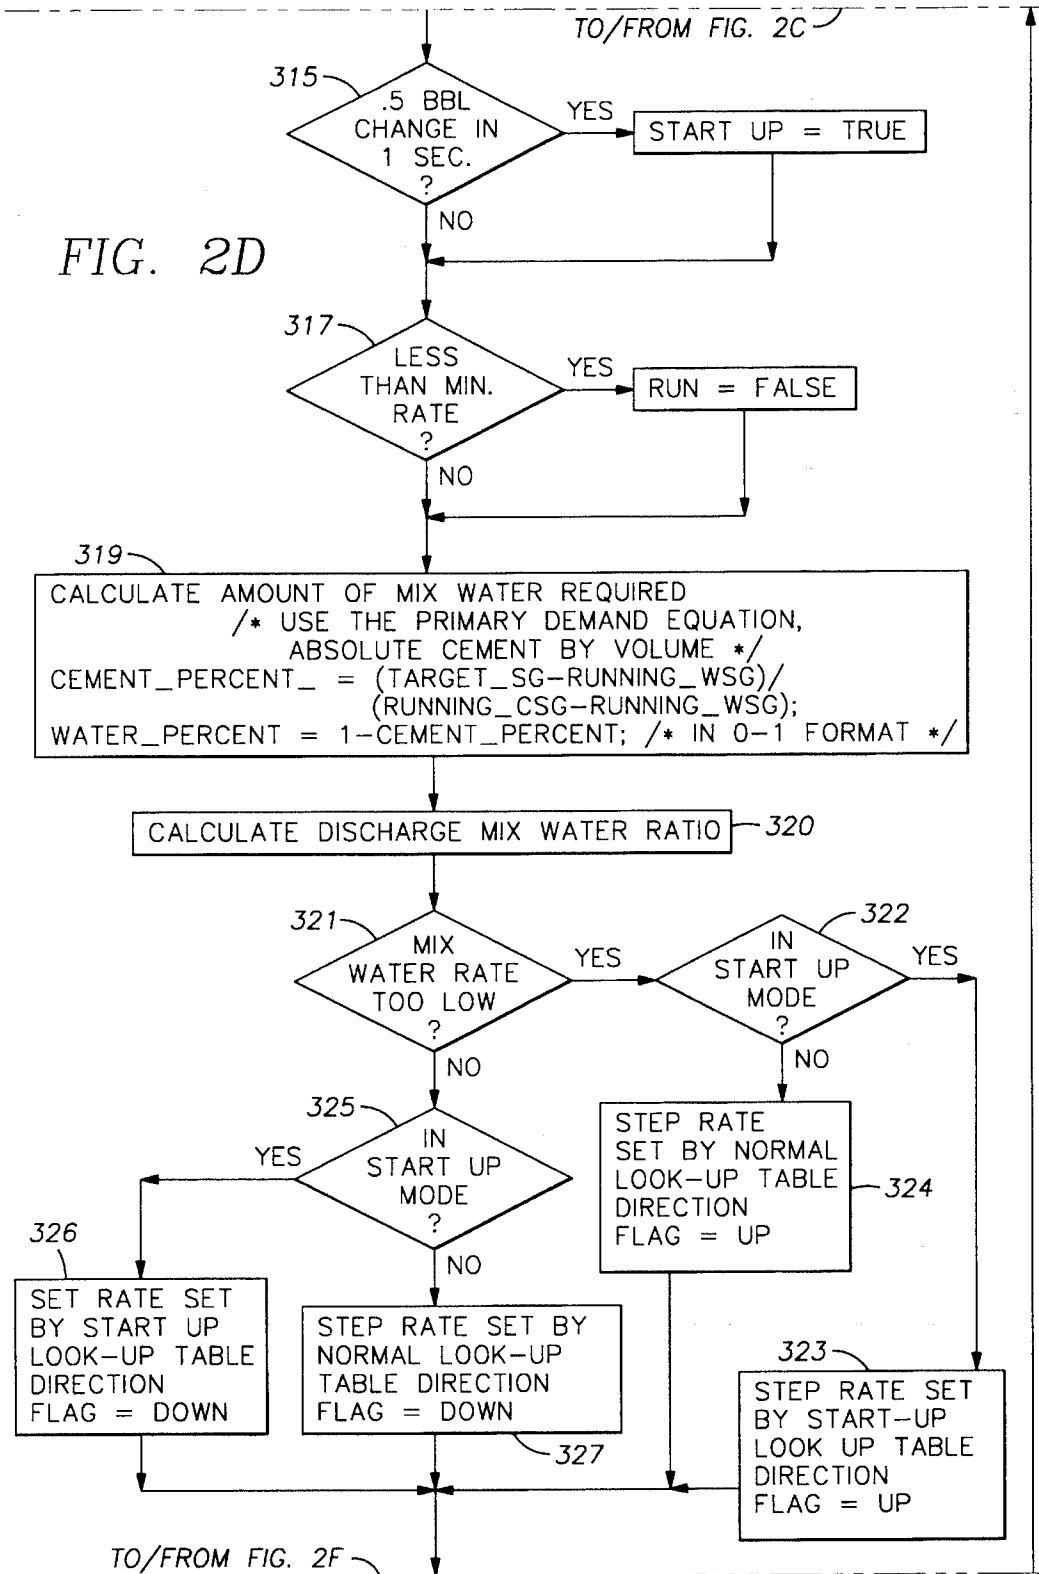 TO/FROM FIG. 2C
315
.5 BBL
CHANGE IN
1 SEC.
?
YES
START UP = TRUE
NO
FIG. 2D
317
LESS
THAN MIN.
RATE
?
YES
RUN = FALSE
NO
319
CALCULATE AMOUNT OF MIX WATER REQUIRED
/* USE THE PRIMARY DEMAND EQUATION,
ABSOLUTE CEMENT BY VOLUME */
CEMENT_PERCENT_ = (TARGET_SG-RUNNING_WSG)/
(RUNNING_CSG-RUNNING_WSG);
WATER_PERCENT = 1-CEMENT_PERCENT; /* IN 0-1 FORMAT */
CALCULATE DISCHARGE MIX WATER RATIO
320
321
MIX
WATER RATE
TOO LOW
?
YES
NO
322
IN
START UP
MODE
?
YES
NO
325
IN
START UP
MODE
?
YES
NO
STEP RATE
SET BY NORMAL
LOOK-UP TABLE
DIRECTION
FLAG = UP
324
326
SET RATE SET
BY START UP
LOOK-UP TABLE
DIRECTION
FLAG = DOWN
STEP RATE SET BY
NORMAL LOOK-UP
TABLE DIRECTION
FLAG = DOWN
327
323
STEP RATE SET
BY START-UP
LOOK UP TABLE
DIRECTION
FLAG = UP
TO/FROM FIG. 2F